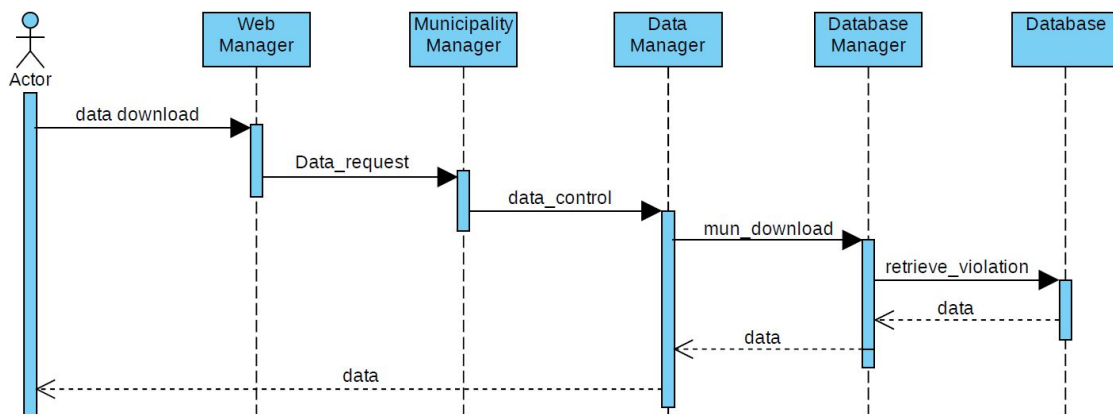 Web
Manager
Municipality
Manager
Data
Manager
Database
Manager
Database
Actor
data download
Data_request
data_control
mun_download
retrieve_violation
data
data
data